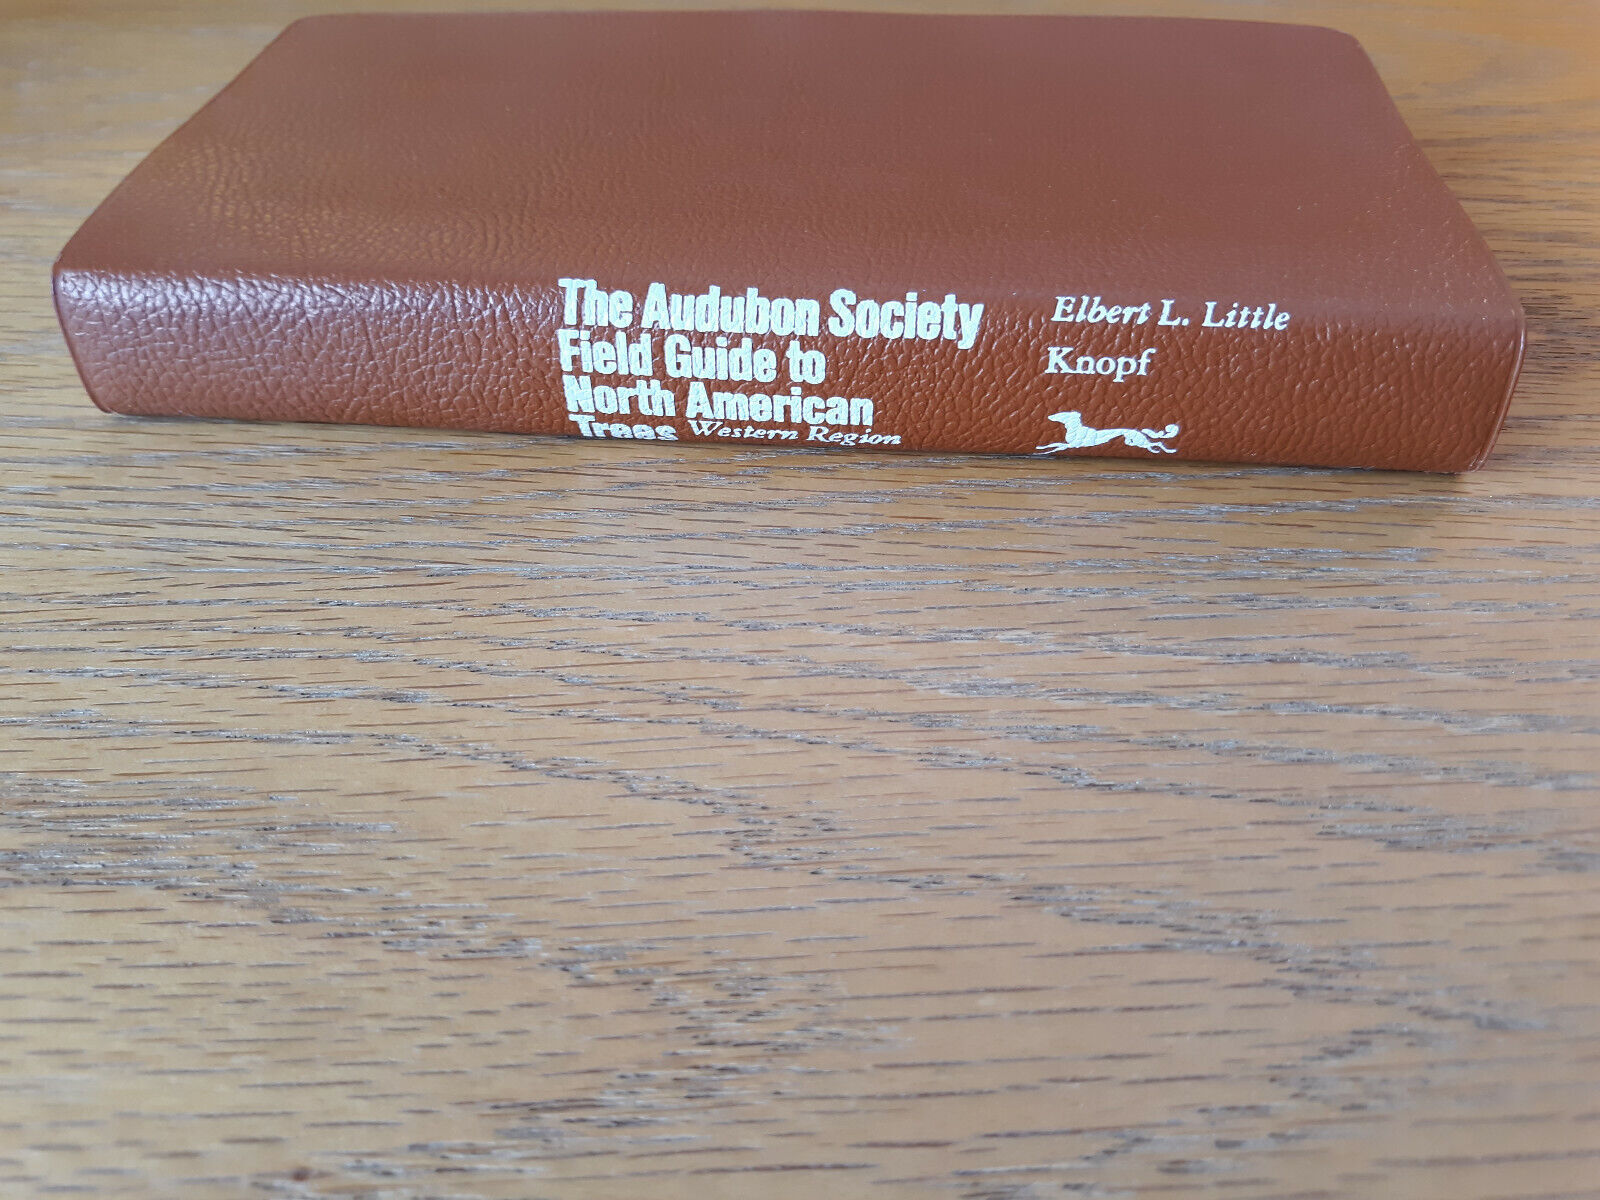 The Audubon Society
Field Guide to
North American
Trees Western Region
Elbert L. Little
Knopf